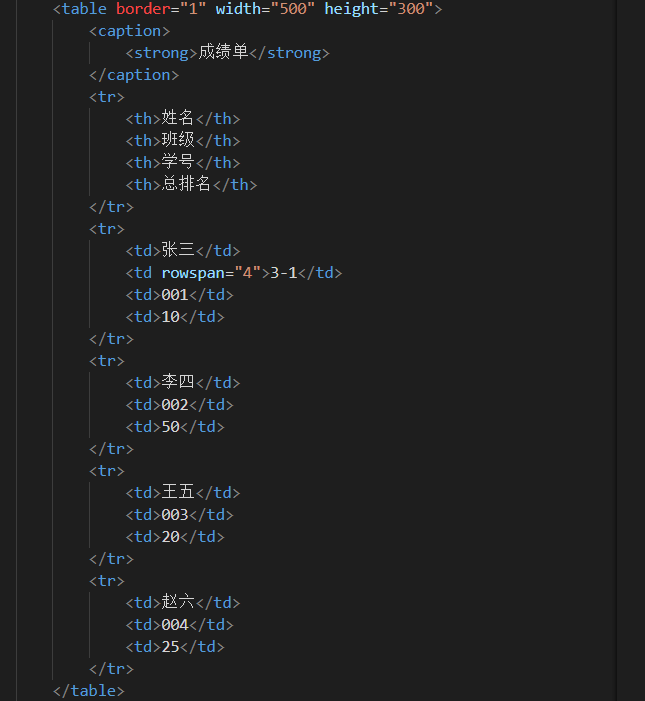 <table border="1" width="500" height="300">
<caption>
<strong>成绩单</strong>
</caption>
<tr>
<th>姓名</th>
<th>班级</th>
<th>学号</th>
<th>总排名</th>
</tr>
<tr>
<td>张三</td>
<td rowspan="4">3-1</td>
<td>001</td>
<td>10</td>
</tr>
<tr>
<td>李四</td>
<td>002</td>
<td>50</td>
</tr>
<tr>
<td>王五</td>
<td>003</td>
<td>20</td>
</tr>
<tr>
<td>赵六</td>
<td>004</td>
<td>25</td>
</tr>
</table>